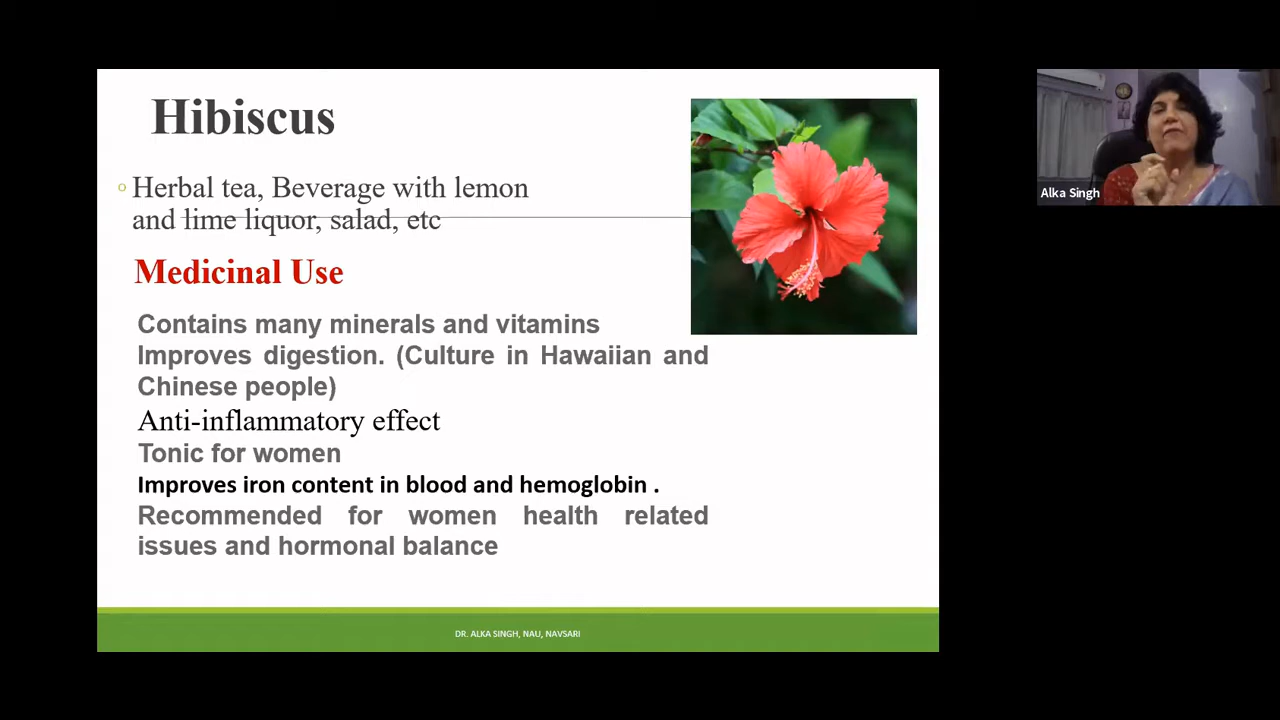 Hibiscus
Herbal tea, Beverage with lemon
and lime liquor, salad, etc
Medicinal Use
Contains many minerals and vitamins
Improves digestion. (Culture in Hawaiian and
Chinese people)
Anti-inflammatory effect
Tonic for women
Improves iron content in blood and hemoglobin .
Recommended for women health related
issues and hormonal balance
DR. ALKA SINGH, NAU, NAVSARI
Alka Singh